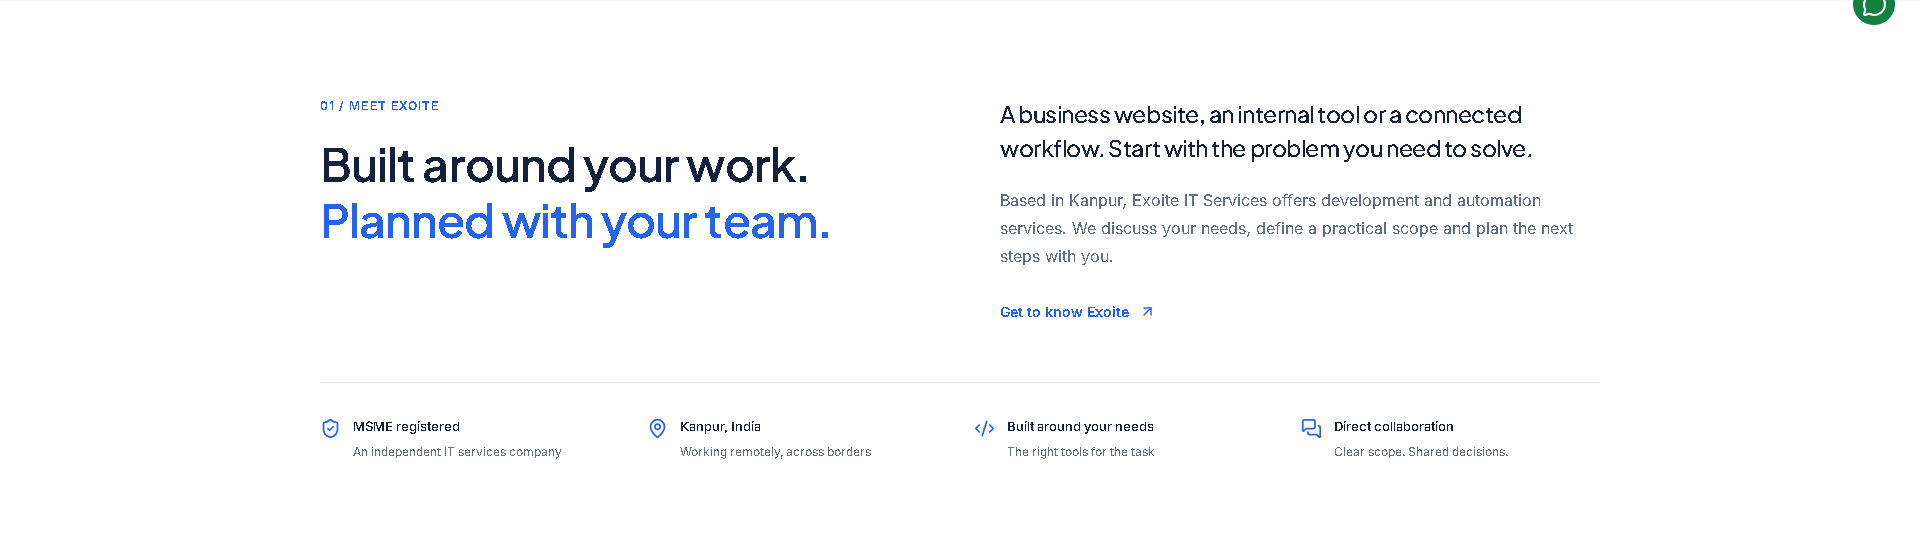 01 / MEET EXOITE
Built around your work.
Planned with your team.
A business website, an internal tool or a connected
workflow. Start with the problem you need to solve.
Based in Kanpur, Exoite IT Services offers development and automation
services. We discuss your needs, define a practical scope and plan the next
steps with you.
Get to know Exoite
MSME registered
An independent IT services company
Kanpur, India
Working remotely, across borders
Built around your needs
The right tools for the task
Direct collaboration
Clear scope. Shared decisions.